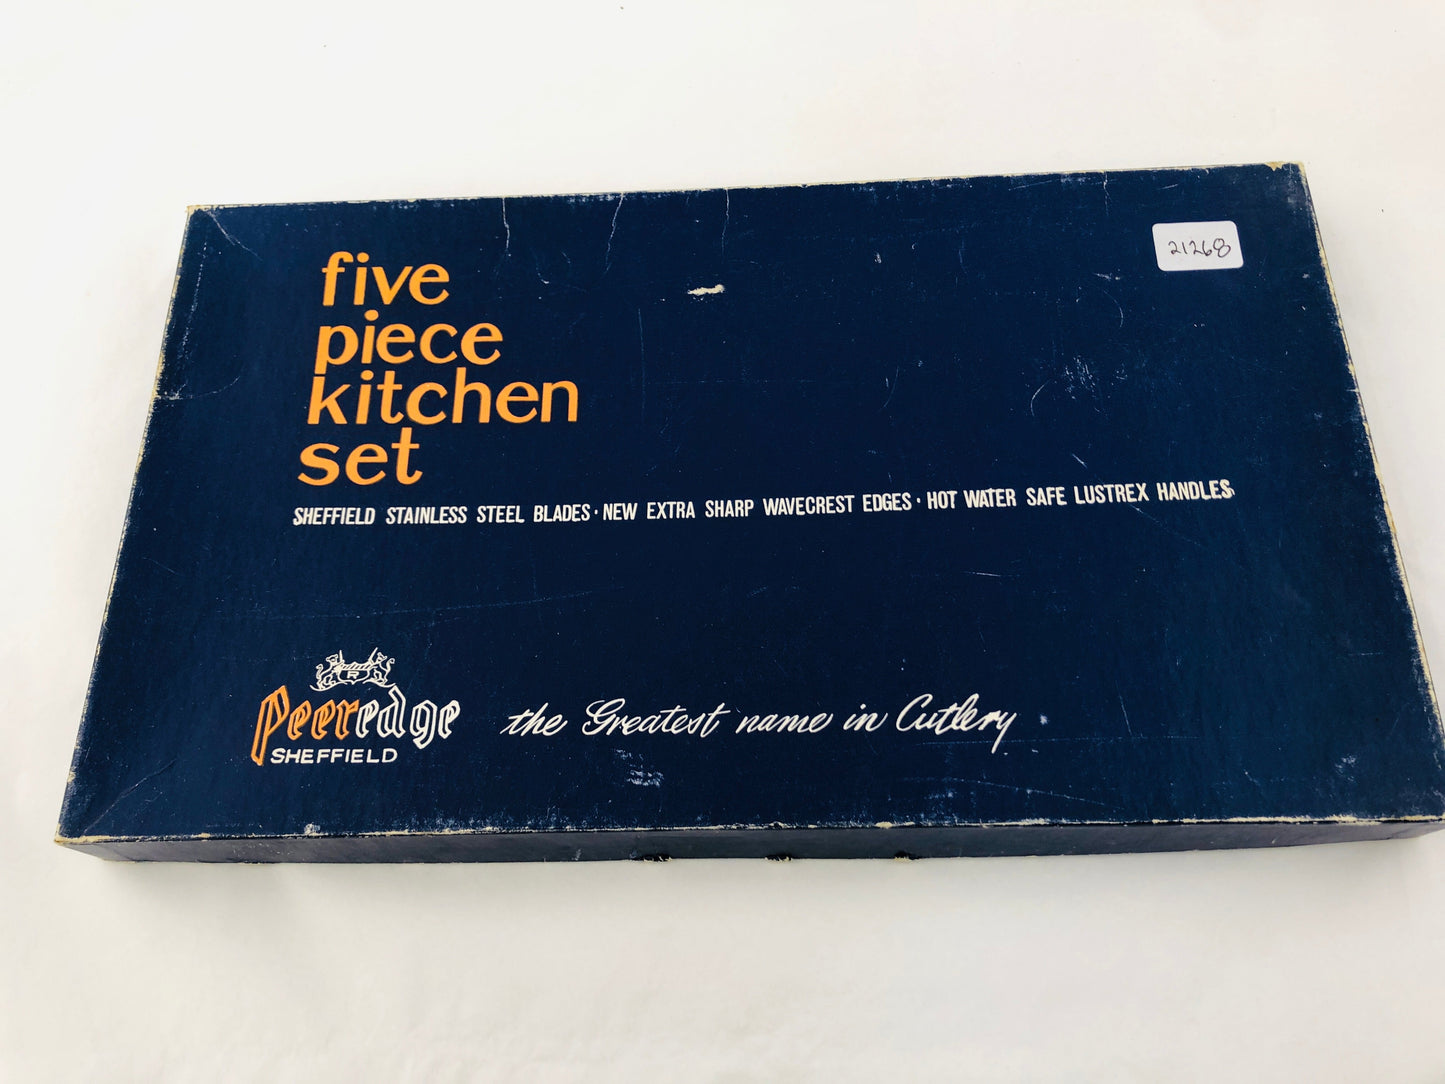 21268
five
piece
kitchen
set
SHEFFIELD STAINLESS STEEL BLADES · NEW EXTRA SHARP WAVECREST EDGES · HOT WATER SAFE LUSTREX HANDLES
R
Peeredge
SHEFFIELD
the Greatest name in Cutlery